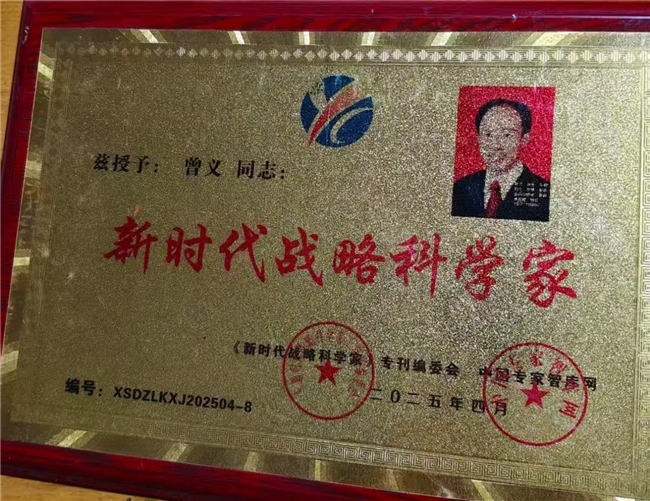 兹授予： 曾义 同志：
新时代战略科学家
《新时代战略科学家》专刊编委会 中国专家智库网
编号：XSDZLKXJ202504-8
二〇二五年四月